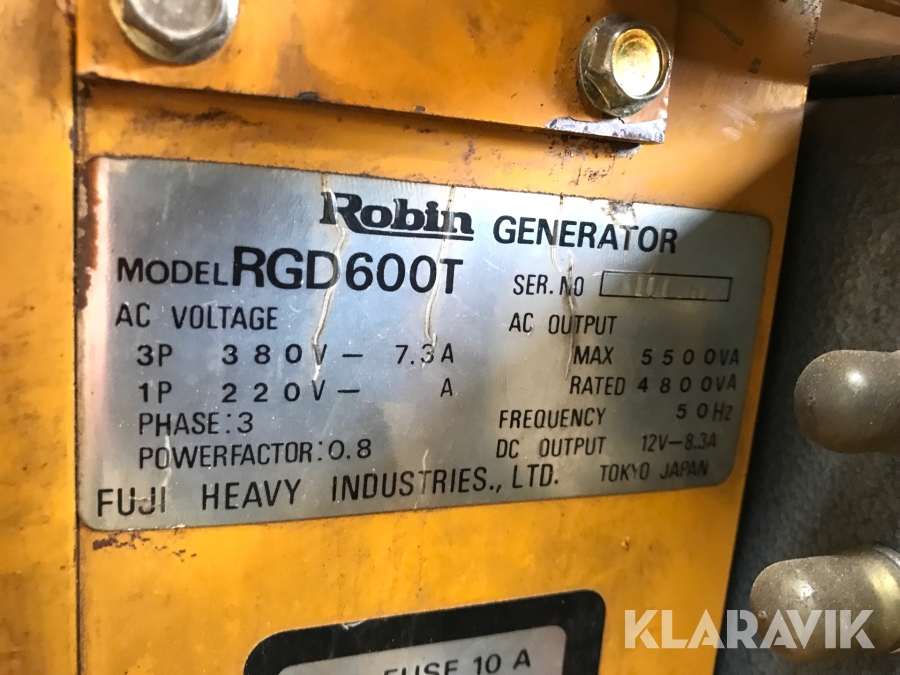 Robin GENERATOR
MODEL RGD600T
SER. NO
AC VOLTAGE
AC OUTPUT
3P 380V - 7.3A
MAX 5500VA
1P 220V - A
RATED 4800VA
PHASE: 3
FREQUENCY 50Hz
POWERFACTOR: 0.8
DC OUTPUT 12V-8.3A
FUJI HEAVY INDUSTRIES., LTD. TOKYO JAPAN
FUSE 10 A
KLARAVIK